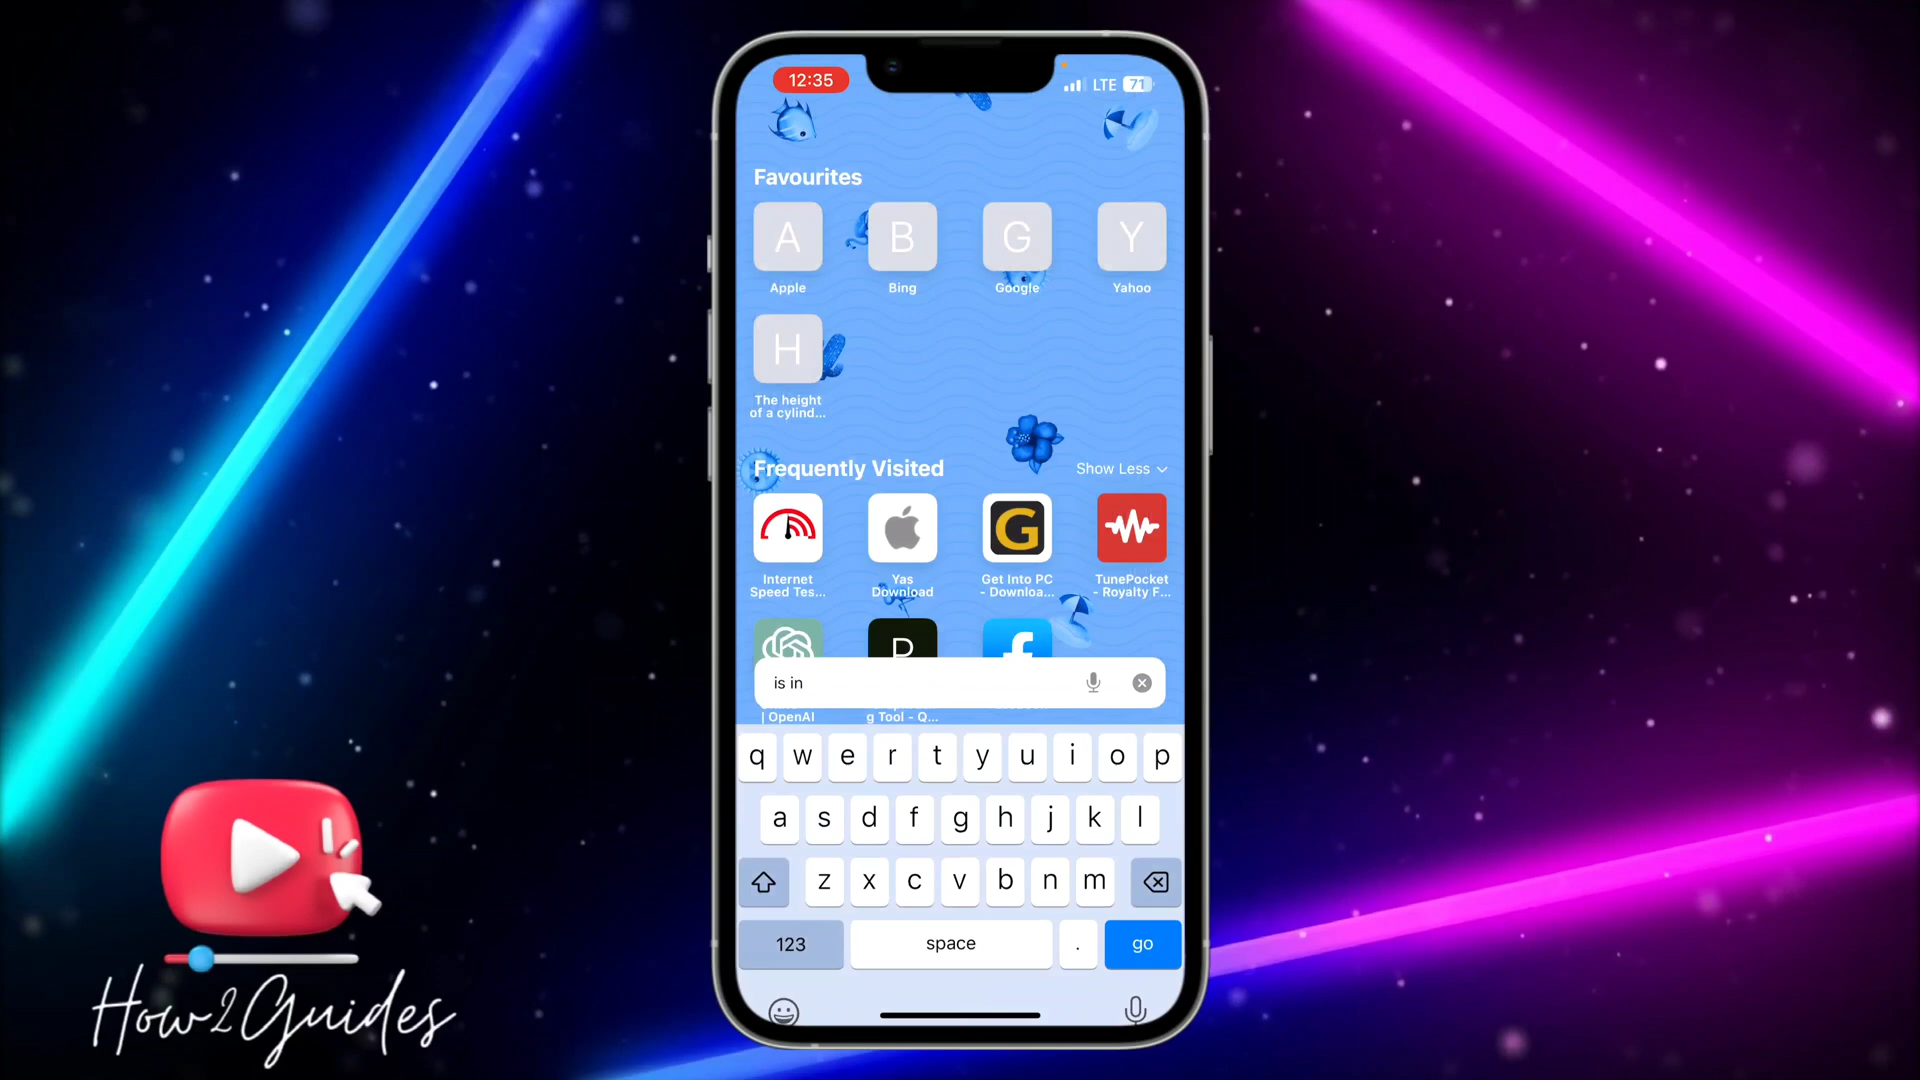 12:35
LTE 71
Favourites
A B G Y
Apple Bing Google Yahoo
H
The height
of a cylind...
Frequently Visited Show Less
G
Internet Yas Get Into PC TunePocket
Speed Tes... Download - Downloa... - Royalty F...
is in
| OpenAI g Tool - Q...
q w e r t y u i o p
a s d f g h j k l
z x c v b n m
123 space . go
How2Guides